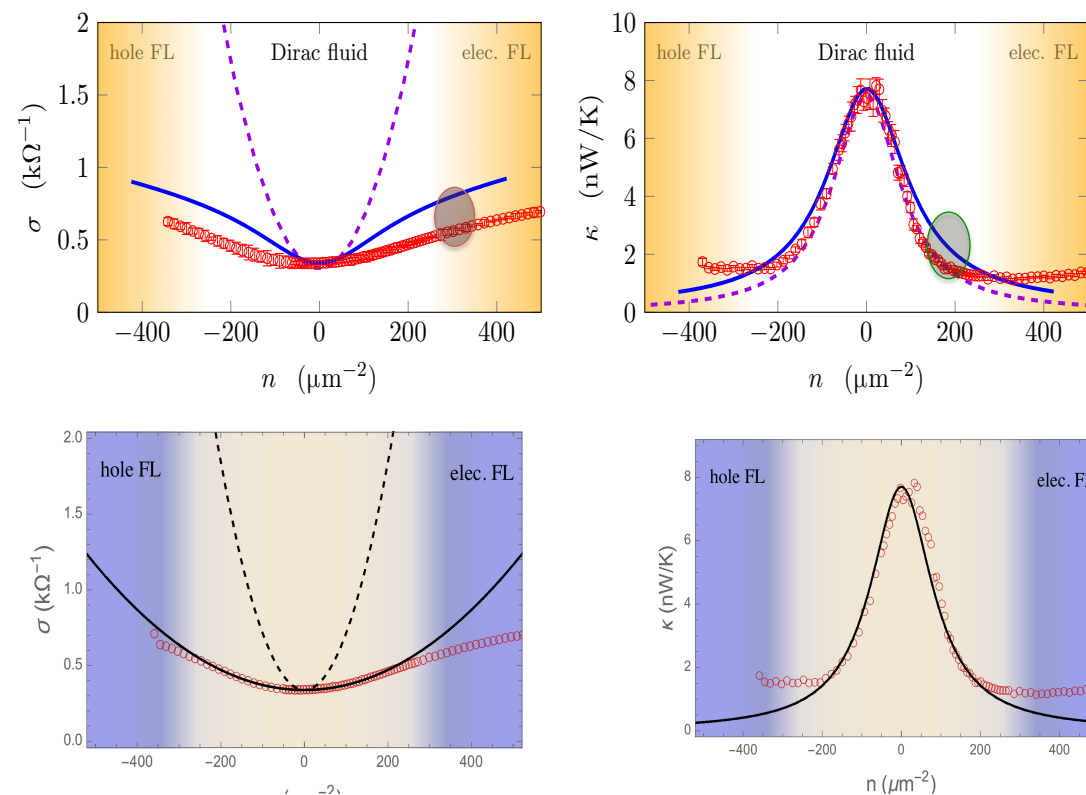 2
1.5
1
0.5
0
σ (kΩ⁻¹)
hole FL
Dirac fluid
elec. FL
−400 −200 0 200 400
n (μm⁻²)
10
8
6
4
2
0
κ (nW/K)
hole FL
Dirac fluid
elec. FL
−400 −200 0 200 400
n (μm⁻²)
2.0
1.5
1.0
0.5
0.0
σ (kΩ⁻¹)
hole FL
elec. FL
−400 −200 0 200 400
8
6
4
2
0
κ (nW/K)
hole FL
elec. F
−400 −200 0 200 400
n (μm⁻²)